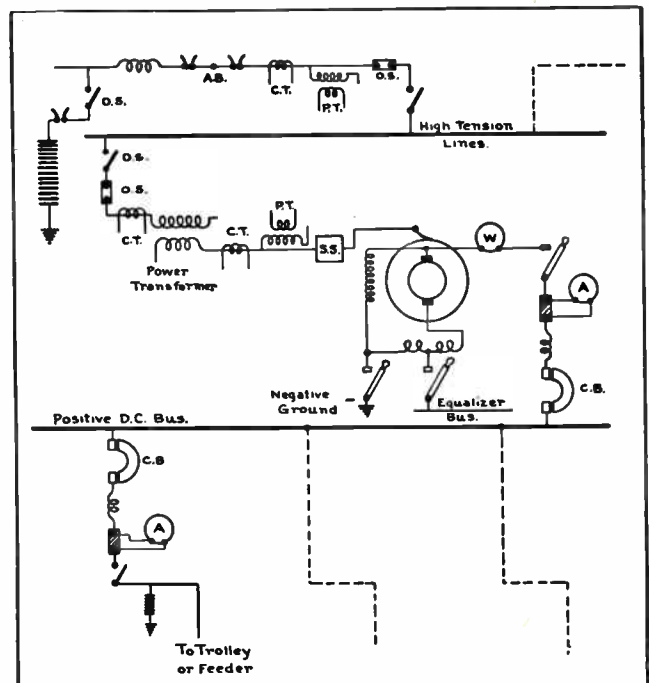 A.B.
C.T.
P.T.
O.S.
D.S.
High Tension
Lines.
D.S.
O.S.
C.T.
Power
Transformer
C.T.
P.T.
S.S.
W
A
C.B.
Negative
Ground
Equalizer
Bus.
Positive D.C. Bus.
C.B
A
To Trolley
or Feeder